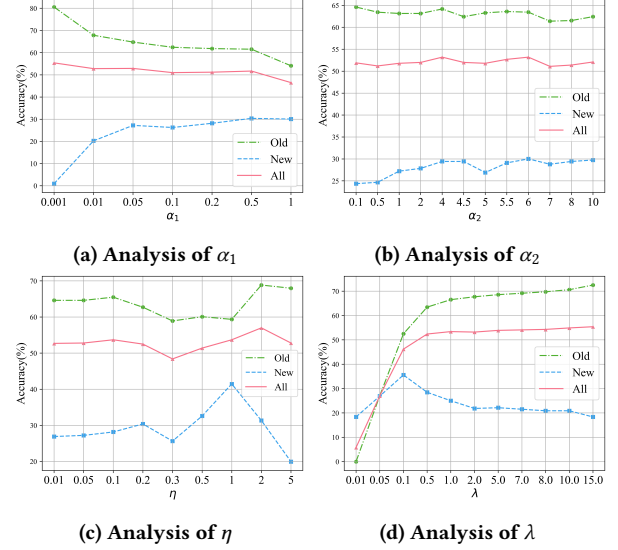 80
70
60
50
40
30
20
10
0
Accuracy(%)
Old
New
All
0.001 0.01 0.05 0.1 0.2 0.5 1
α₁
(a) Analysis of α₁
65
60
55
50
45
40
35
30
25
Accuracy(%)
Old
New
All
0.1 0.5 1 2 4 4.5 5 5.5 6 7 8 10
α₂
(b) Analysis of α₂
70
60
50
40
30
20
Accuracy(%)
Old
New
All
0.01 0.05 0.1 0.2 0.3 0.5 1 2 5
η
(c) Analysis of η
70
60
50
40
30
20
10
0
Accuracy(%)
Old
New
All
0.01 0.05 0.1 0.5 1.0 2.0 5.0 7.0 8.0 10.0 15.0
λ
(d) Analysis of λ